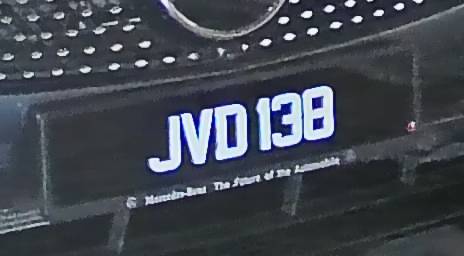 JVD 138
Mercedes-Benz The Future of the Automobile